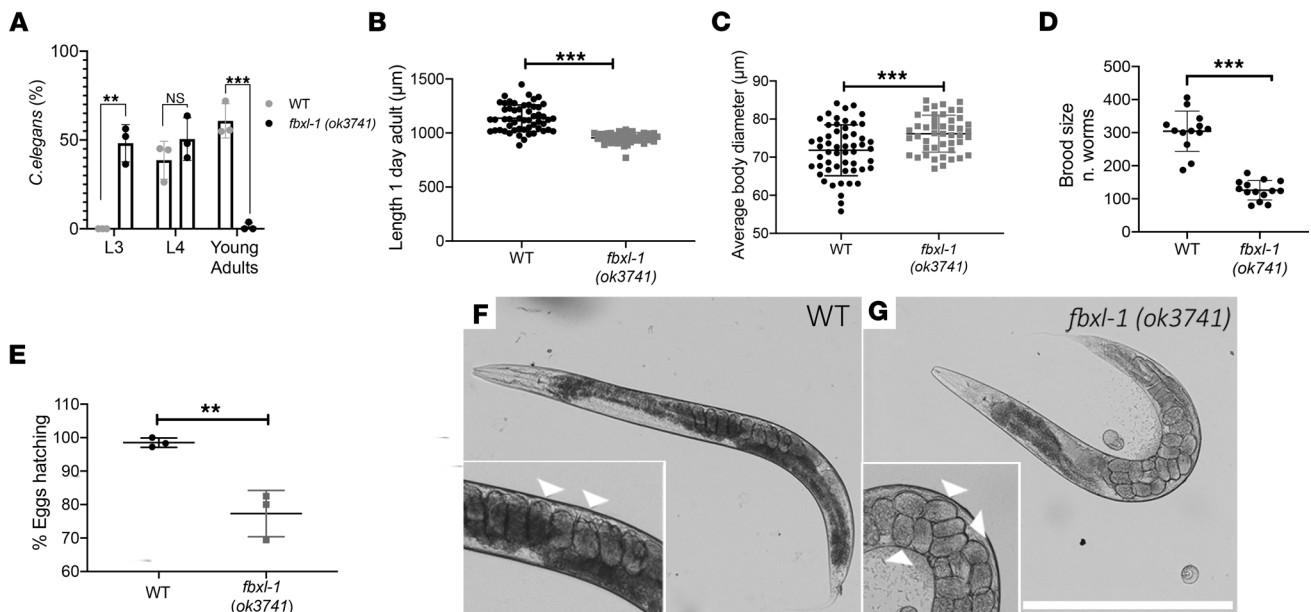 A
C.elegans (%)
100
50
0
**
NS
***
L3
L4
Young
Adults
WT
fbxl-1 (ok3741)
B
Length 1 day adult (µm)
1500
1000
500
0
***
WT
fbxl-1
(ok3741)
C
Average body diameter (µm)
90
80
70
60
50
***
WT
fbxl-1
(ok3741)
D
Brood size
n. worms
500
400
300
200
100
0
***
WT
fbxl-1
(ok741)
E
% Eggs hatching
110
100
90
80
70
60
**
WT
fbxl-1
(ok3741)
F
WT
G
fbxl-1 (ok3741)